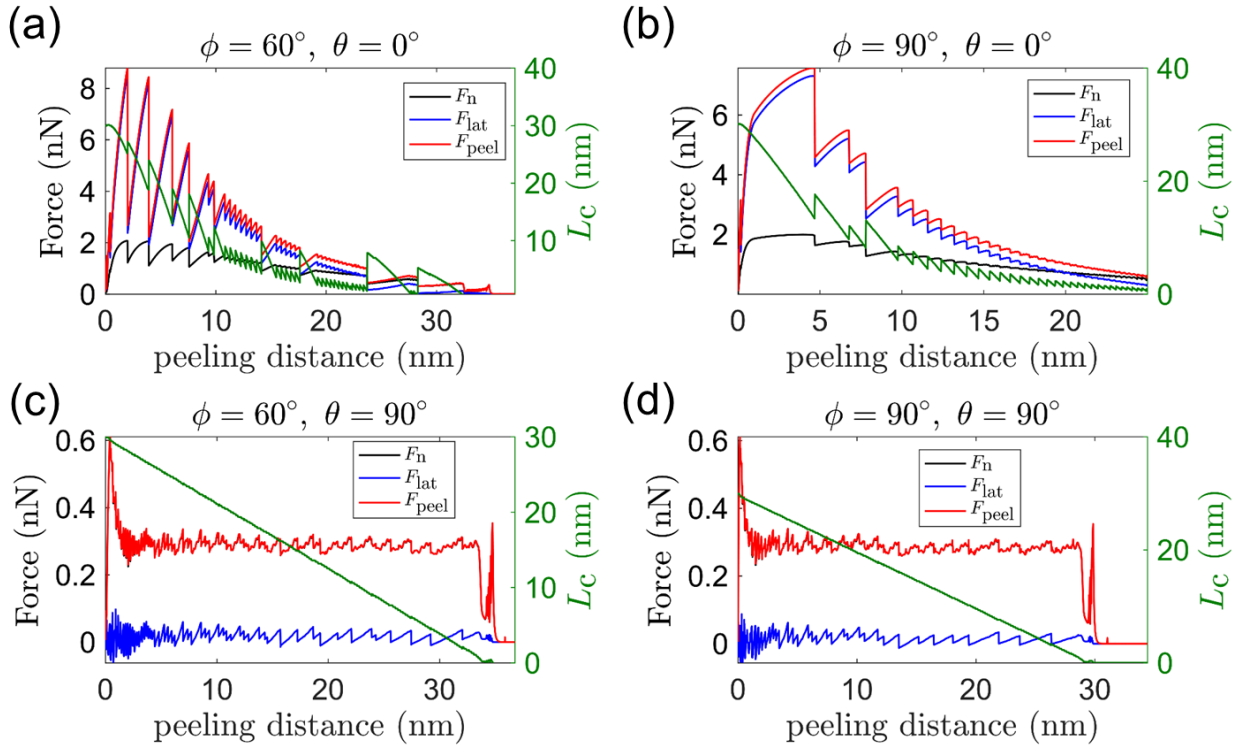 (a)
ϕ = 60°, θ = 0°
Force (nN)
8
6
4
2
0
F_n
F_lat
F_peel
40
30
20
10
0
L_C (nm)
0 10 20 30
peeling distance (nm)
(b)
ϕ = 90°, θ = 0°
Force (nN)
6
4
2
F_n
F_lat
F_peel
40
20
0
L_C (nm)
0 5 10 15 20
peeling distance (nm)
(c)
ϕ = 60°, θ = 90°
Force (nN)
0.6
0.4
0.2
0
F_n
F_lat
F_peel
30
20
10
0
L_C (nm)
0 10 20 30
peeling distance (nm)
(d)
ϕ = 90°, θ = 90°
Force (nN)
0.6
0.4
0.2
0
F_n
F_lat
F_peel
40
20
0
L_C (nm)
0 10 20 30
peeling distance (nm)